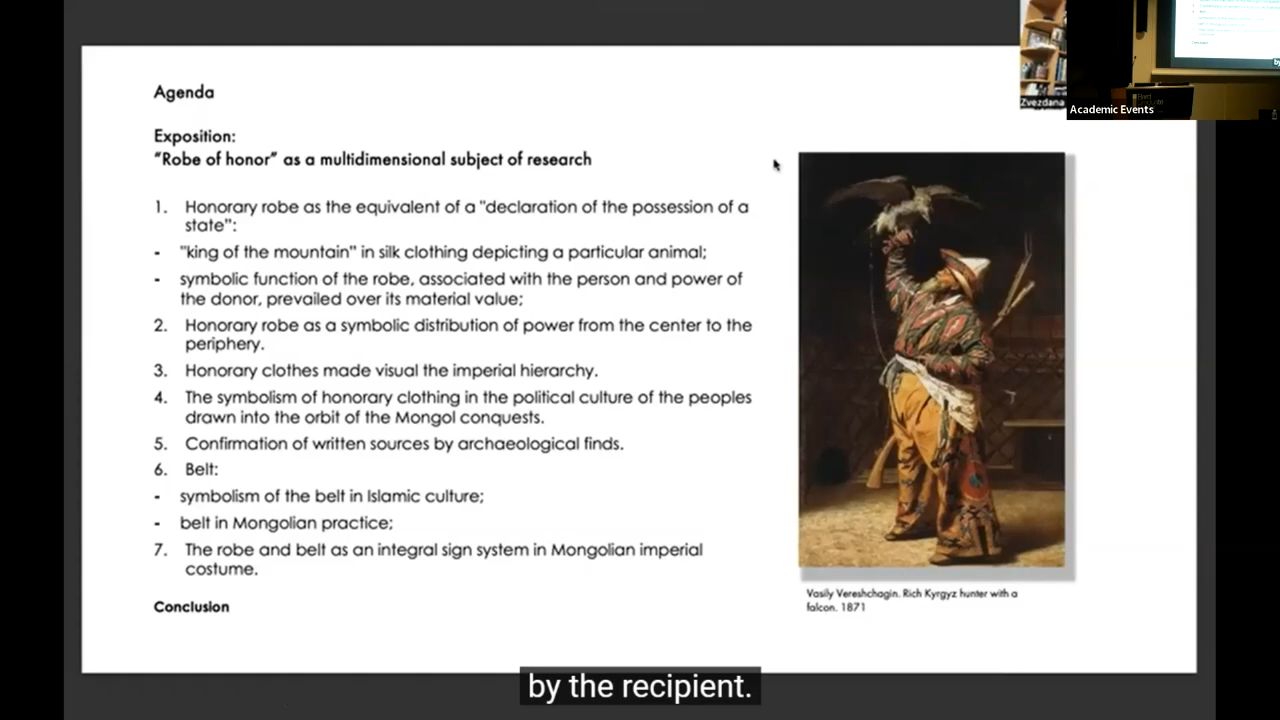 Agenda
Exposition:
"Robe of honor" as a multidimensional subject of research
1. Honorary robe as the equivalent of a "declaration of the possession of a
state":
- "king of the mountain" in silk clothing depicting a particular animal;
- symbolic function of the robe, associated with the person and power of
the donor, prevailed over its material value;
2. Honorary robe as a symbolic distribution of power from the center to the
periphery.
3. Honorary clothes made visual the imperial hierarchy.
4. The symbolism of honorary clothing in the political culture of the peoples
drawn into the orbit of the Mongol conquests.
5. Confirmation of written sources by archaeological finds.
6. Belt:
- symbolism of the belt in Islamic culture;
- belt in Mongolian practice;
7. The robe and belt as an integral sign system in Mongolian imperial
costume.
Conclusion
Vasily Vereshchagin. Rich Kyrgyz hunter with a
falcon. 1871
Zvezdana
Academic Events
by the recipient.